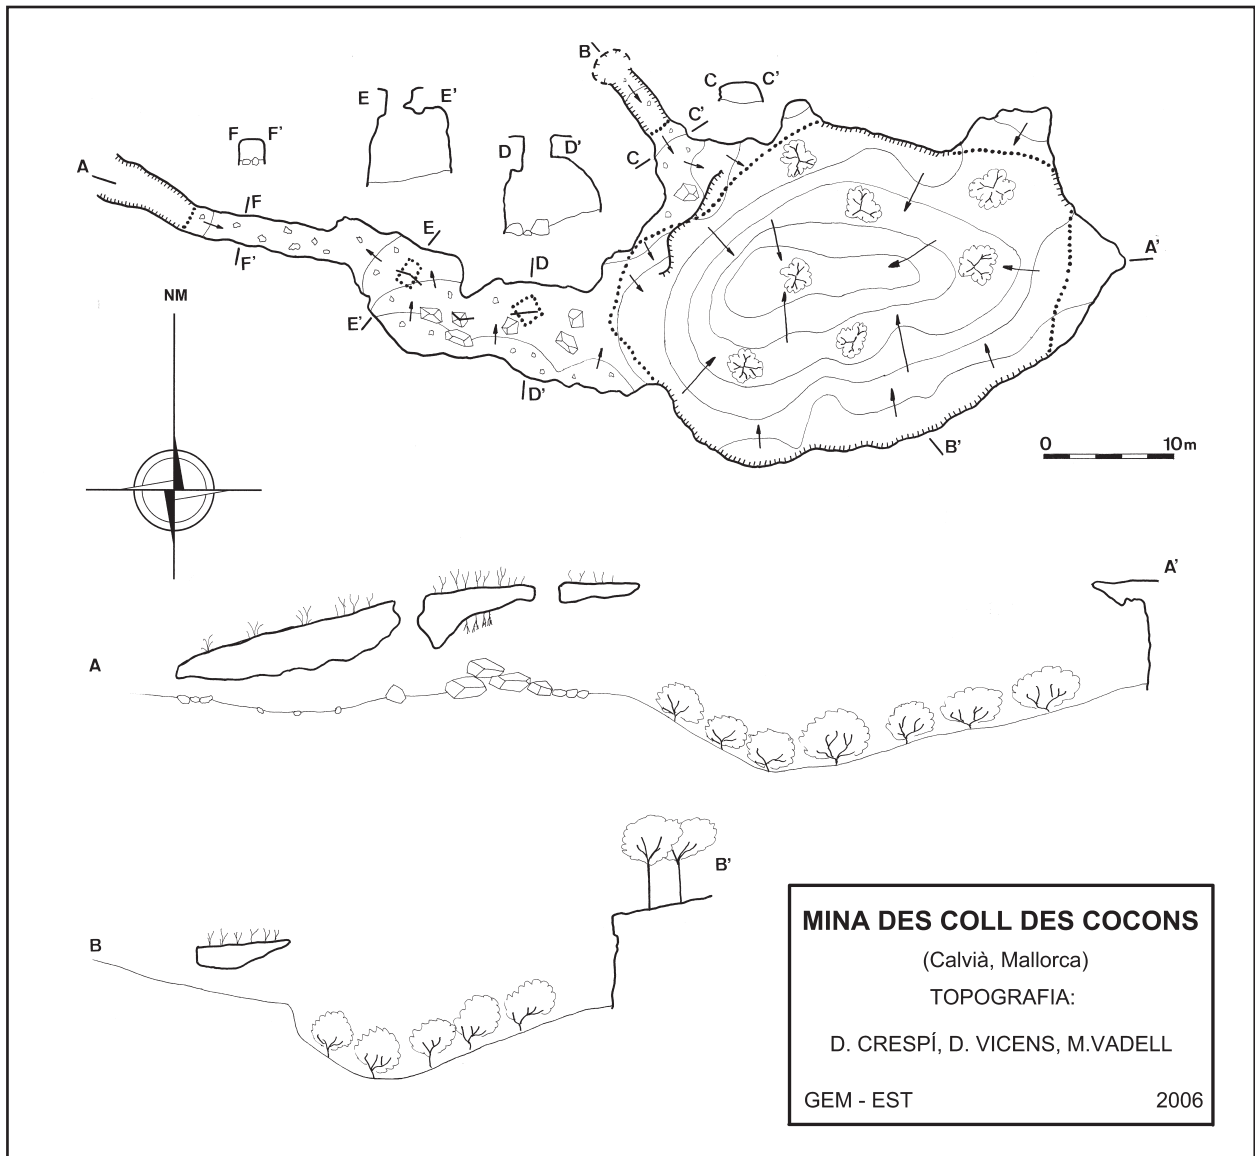 B
C C'
E E'
C'
F F'
D D'
C
A
F
E
F'
D
A'
NM
E'
D'
B'
0 10m
A'
A
B'
B
MINA DES COLL DES COCONS
(Calvià, Mallorca)
TOPOGRAFIA:
D. CRESPÍ, D. VICENS, M.VADELL
GEM - EST 2006